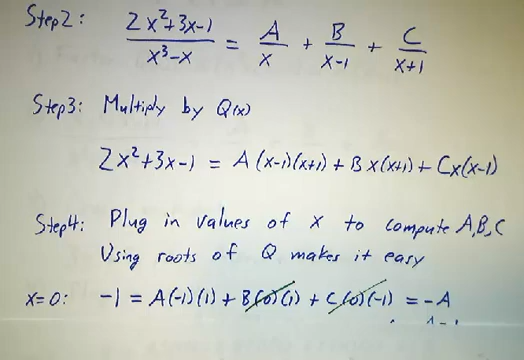 Step2: 2x²+3x-1 / x³-x = A/x + B/x-1 + C/x+1
Step3: Multiply by Q(x)
2x²+3x-1 = A(x-1)(x+1) + Bx(x+1) + Cx(x-1)
Step4: Plug in values of x to compute A,B,C
Using roots of Q makes it easy
x=0: -1 = A(-1)(1) + B(0)(1) + C(0)(-1) = -A